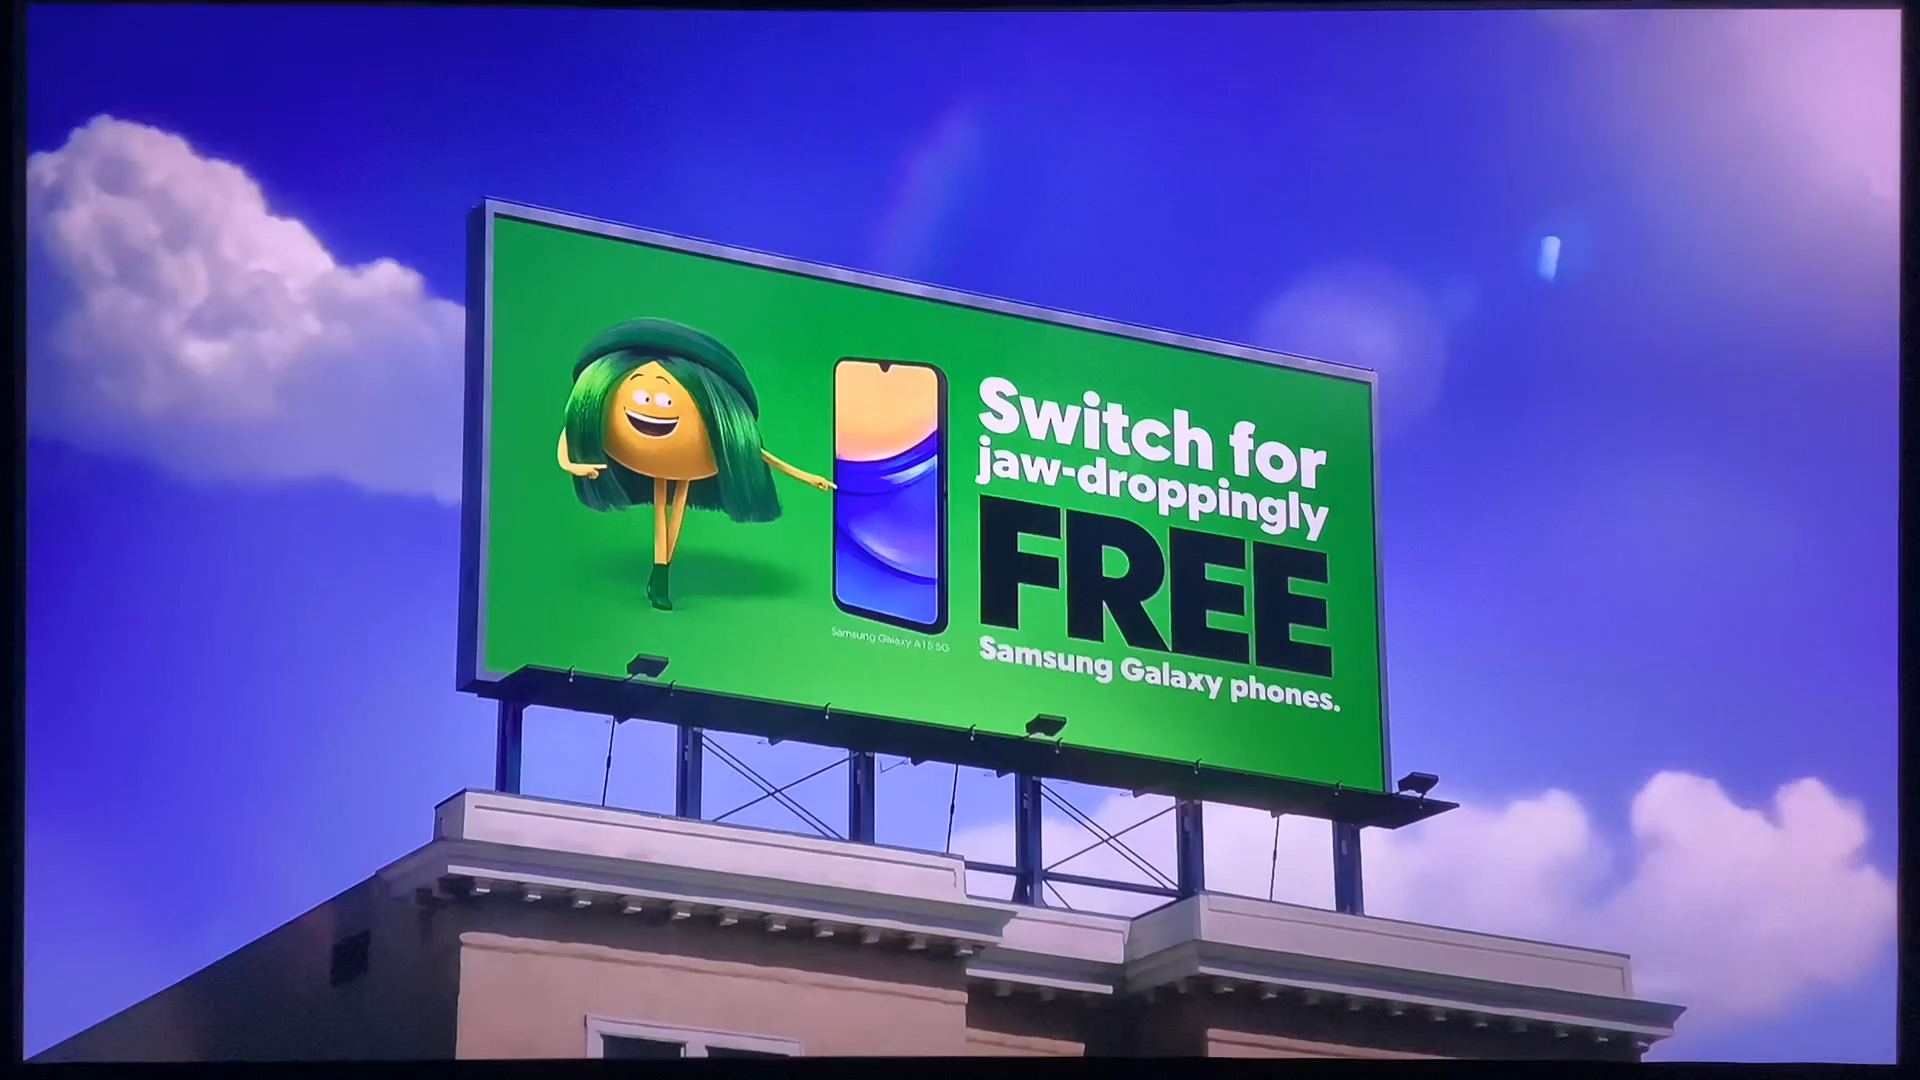 Switch for
jaw-droppingly
FREE
Samsung Galaxy phones.
Samsung Galaxy A15 5G